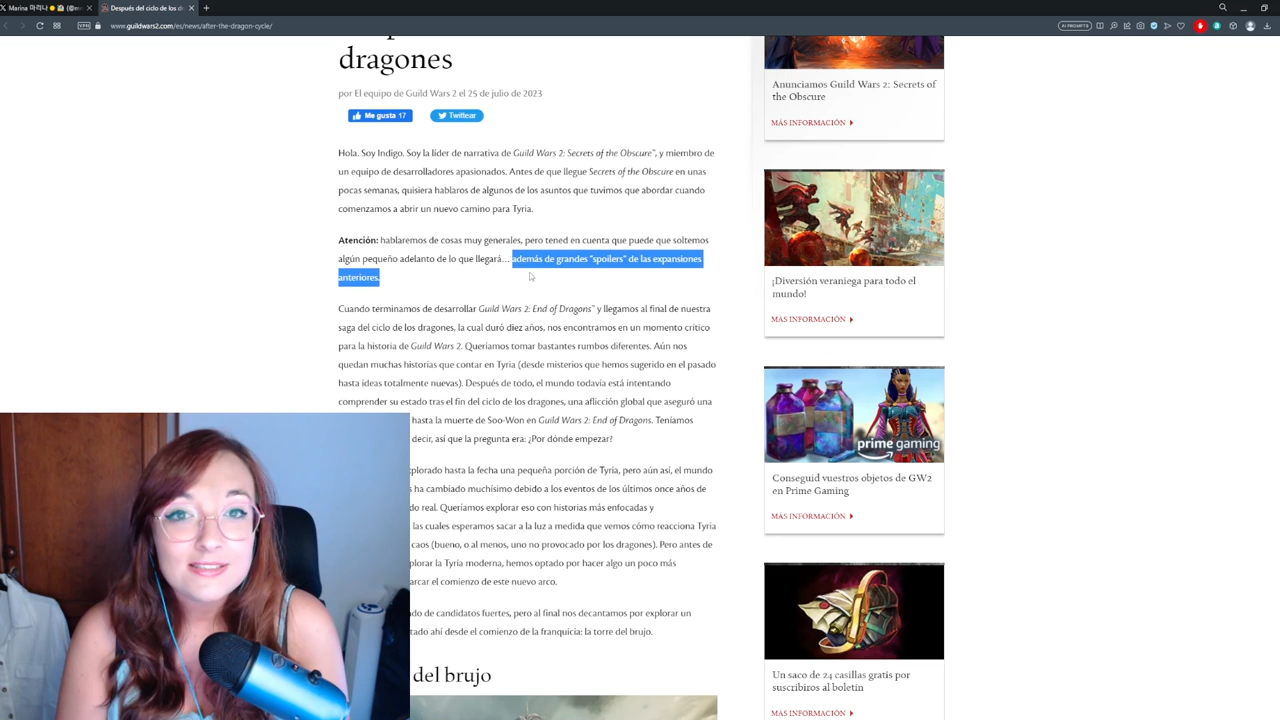 Marina 마리나
Después del ciclo de los dr
VPN
www.guildwars2.com/es/news/after-the-dragon-cycle/
AI PROMPTS
dragones
por El equipo de Guild Wars 2 el 25 de julio de 2023
Me gusta 17
Twittear
Hola. Soy Indigo. Soy la líder de narrativa de Guild Wars 2: Secrets of the Obscure™, y miembro de
un equipo de desarrolladores apasionados. Antes de que llegue Secrets of the Obscure en unas
pocas semanas, quisiera hablaros de algunos de los asuntos que tuvimos que abordar cuando
comenzamos a abrir un nuevo camino para Tyria.
Atención: hablaremos de cosas muy generales, pero tened en cuenta que puede que soltemos
algún pequeño adelanto de lo que llegará... además de grandes "spoilers" de las expansiones
anteriores.
Cuando terminamos de desarrollar Guild Wars 2: End of Dragons™ y llegamos al final de nuestra
saga del ciclo de los dragones, la cual duró diez años, nos encontramos en un momento crítico
para la historia de Guild Wars 2. Queríamos tomar bastantes rumbos diferentes. Aún nos
quedan muchas historias que contar en Tyria (desde misterios que hemos sugerido en el pasado
hasta ideas totalmente nuevas). Después de todo, el mundo todavía está intentando
comprender su estado tras el fin del ciclo de los dragones, una aflicción global que aseguró una
hasta la muerte de Soo-Won en Guild Wars 2: End of Dragons. Teníamos
decir, así que la pregunta era: ¿Por dónde empezar?
xplorado hasta la fecha una pequeña porción de Tyria, pero aún así, el mundo
s ha cambiado muchísimo debido a los eventos de los últimos once años de
do real. Queríamos explorar eso con historias más enfocadas y
las cuales esperamos sacar a la luz a medida que vemos cómo reacciona Tyria
caos (bueno, o al menos, uno no provocado por los dragones). Pero antes de
plorar la Tyria moderna, hemos optado por hacer algo un poco más
arcar el comienzo de este nuevo arco.
ado de candidatos fuertes, pero al final nos decantamos por explorar un
tado ahí desde el comienzo de la franquicia: la torre del brujo.
del brujo
Anunciamos Guild Wars 2: Secrets of
the Obscure
MÁS INFORMACIÓN
¡Diversión veraniega para todo el
mundo!
MÁS INFORMACIÓN
prime gaming
Conseguid vuestros objetos de GW2
en Prime Gaming
MÁS INFORMACIÓN
Un saco de 24 casillas gratis por
suscribiros al boletín
MÁS INFORMACIÓN